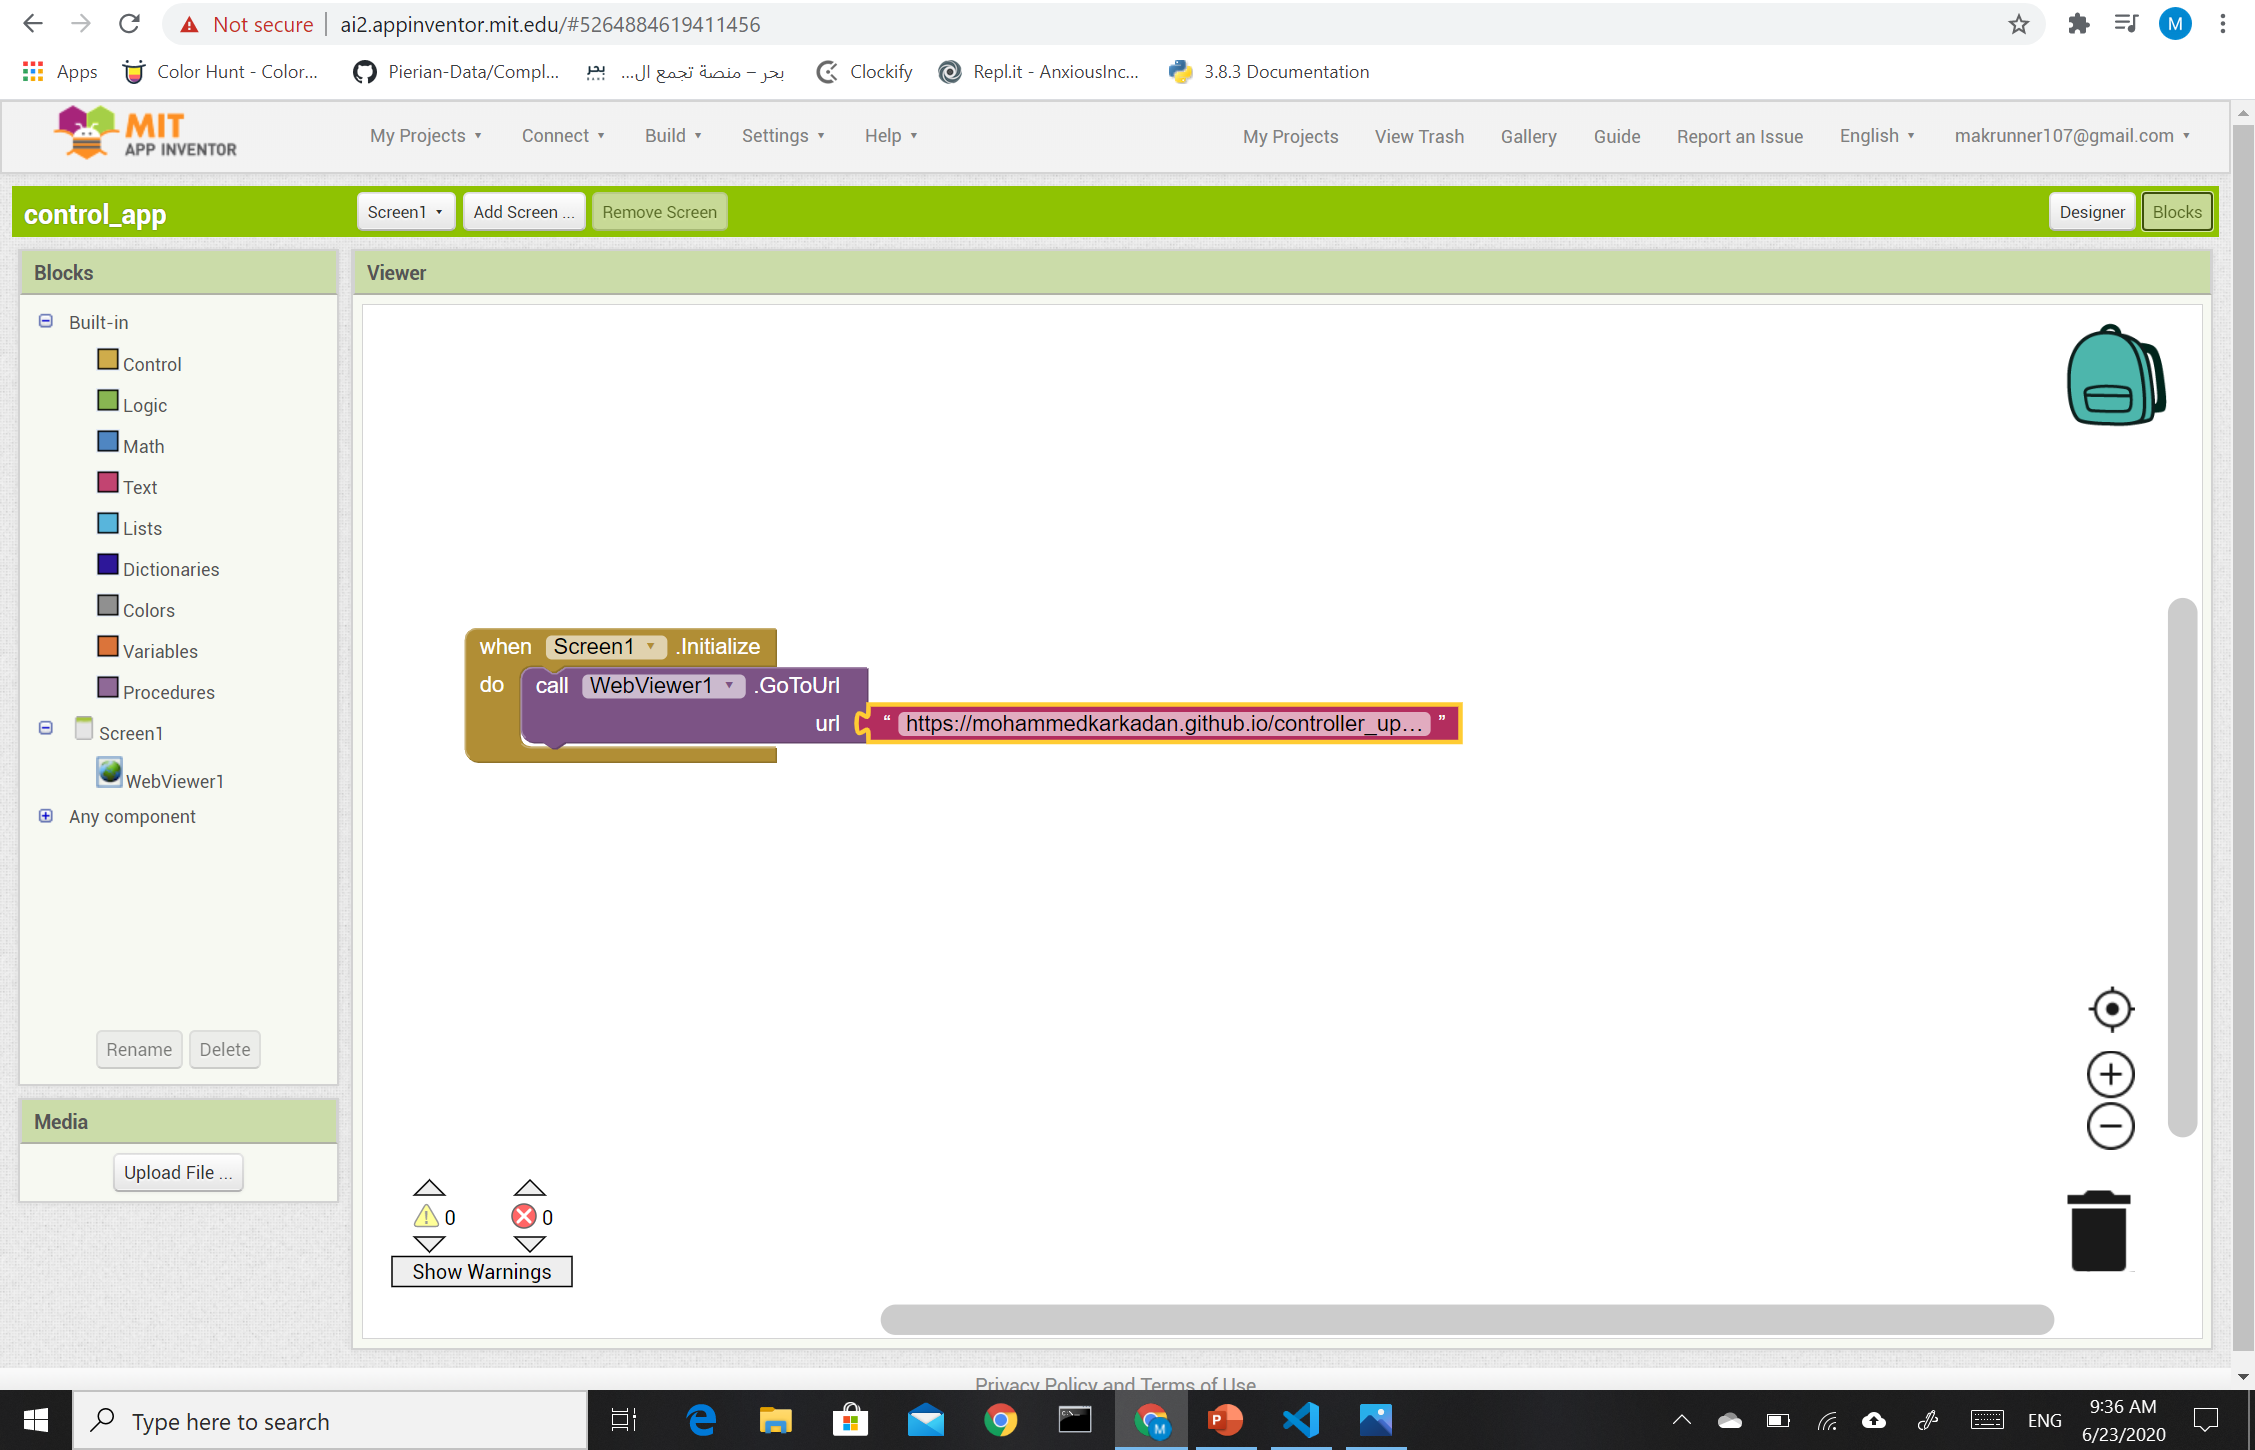 Not secure | ai2.appinventor.mit.edu/#5264884619411456
M
Apps Color Hunt - Color... Pierian-Data/Compl... بحر – منصة تجمع ال... Clockify Repl.it - AnxiousInc... 3.8.3 Documentation
MIT
APP INVENTOR
My Projects Connect Build Settings Help My Projects View Trash Gallery Guide Report an Issue English makrunner107@gmail.com
control_app Screen1 Add Screen ... Remove Screen Designer Blocks
Blocks
Viewer
Built-in
Control
Logic
Math
Text
Lists
Dictionaries
Colors
Variables
Procedures
Screen1
WebViewer1
Any component
Rename Delete
Media
Upload File ...
when Screen1 .Initialize
do call WebViewer1 .GoToUrl
url “ https://mohammedkarkadan.github.io/controller_up... ”
0 0
Show Warnings
Privacy Policy and Terms of Use
Type here to search
ENG
9:36 AM
6/23/2020